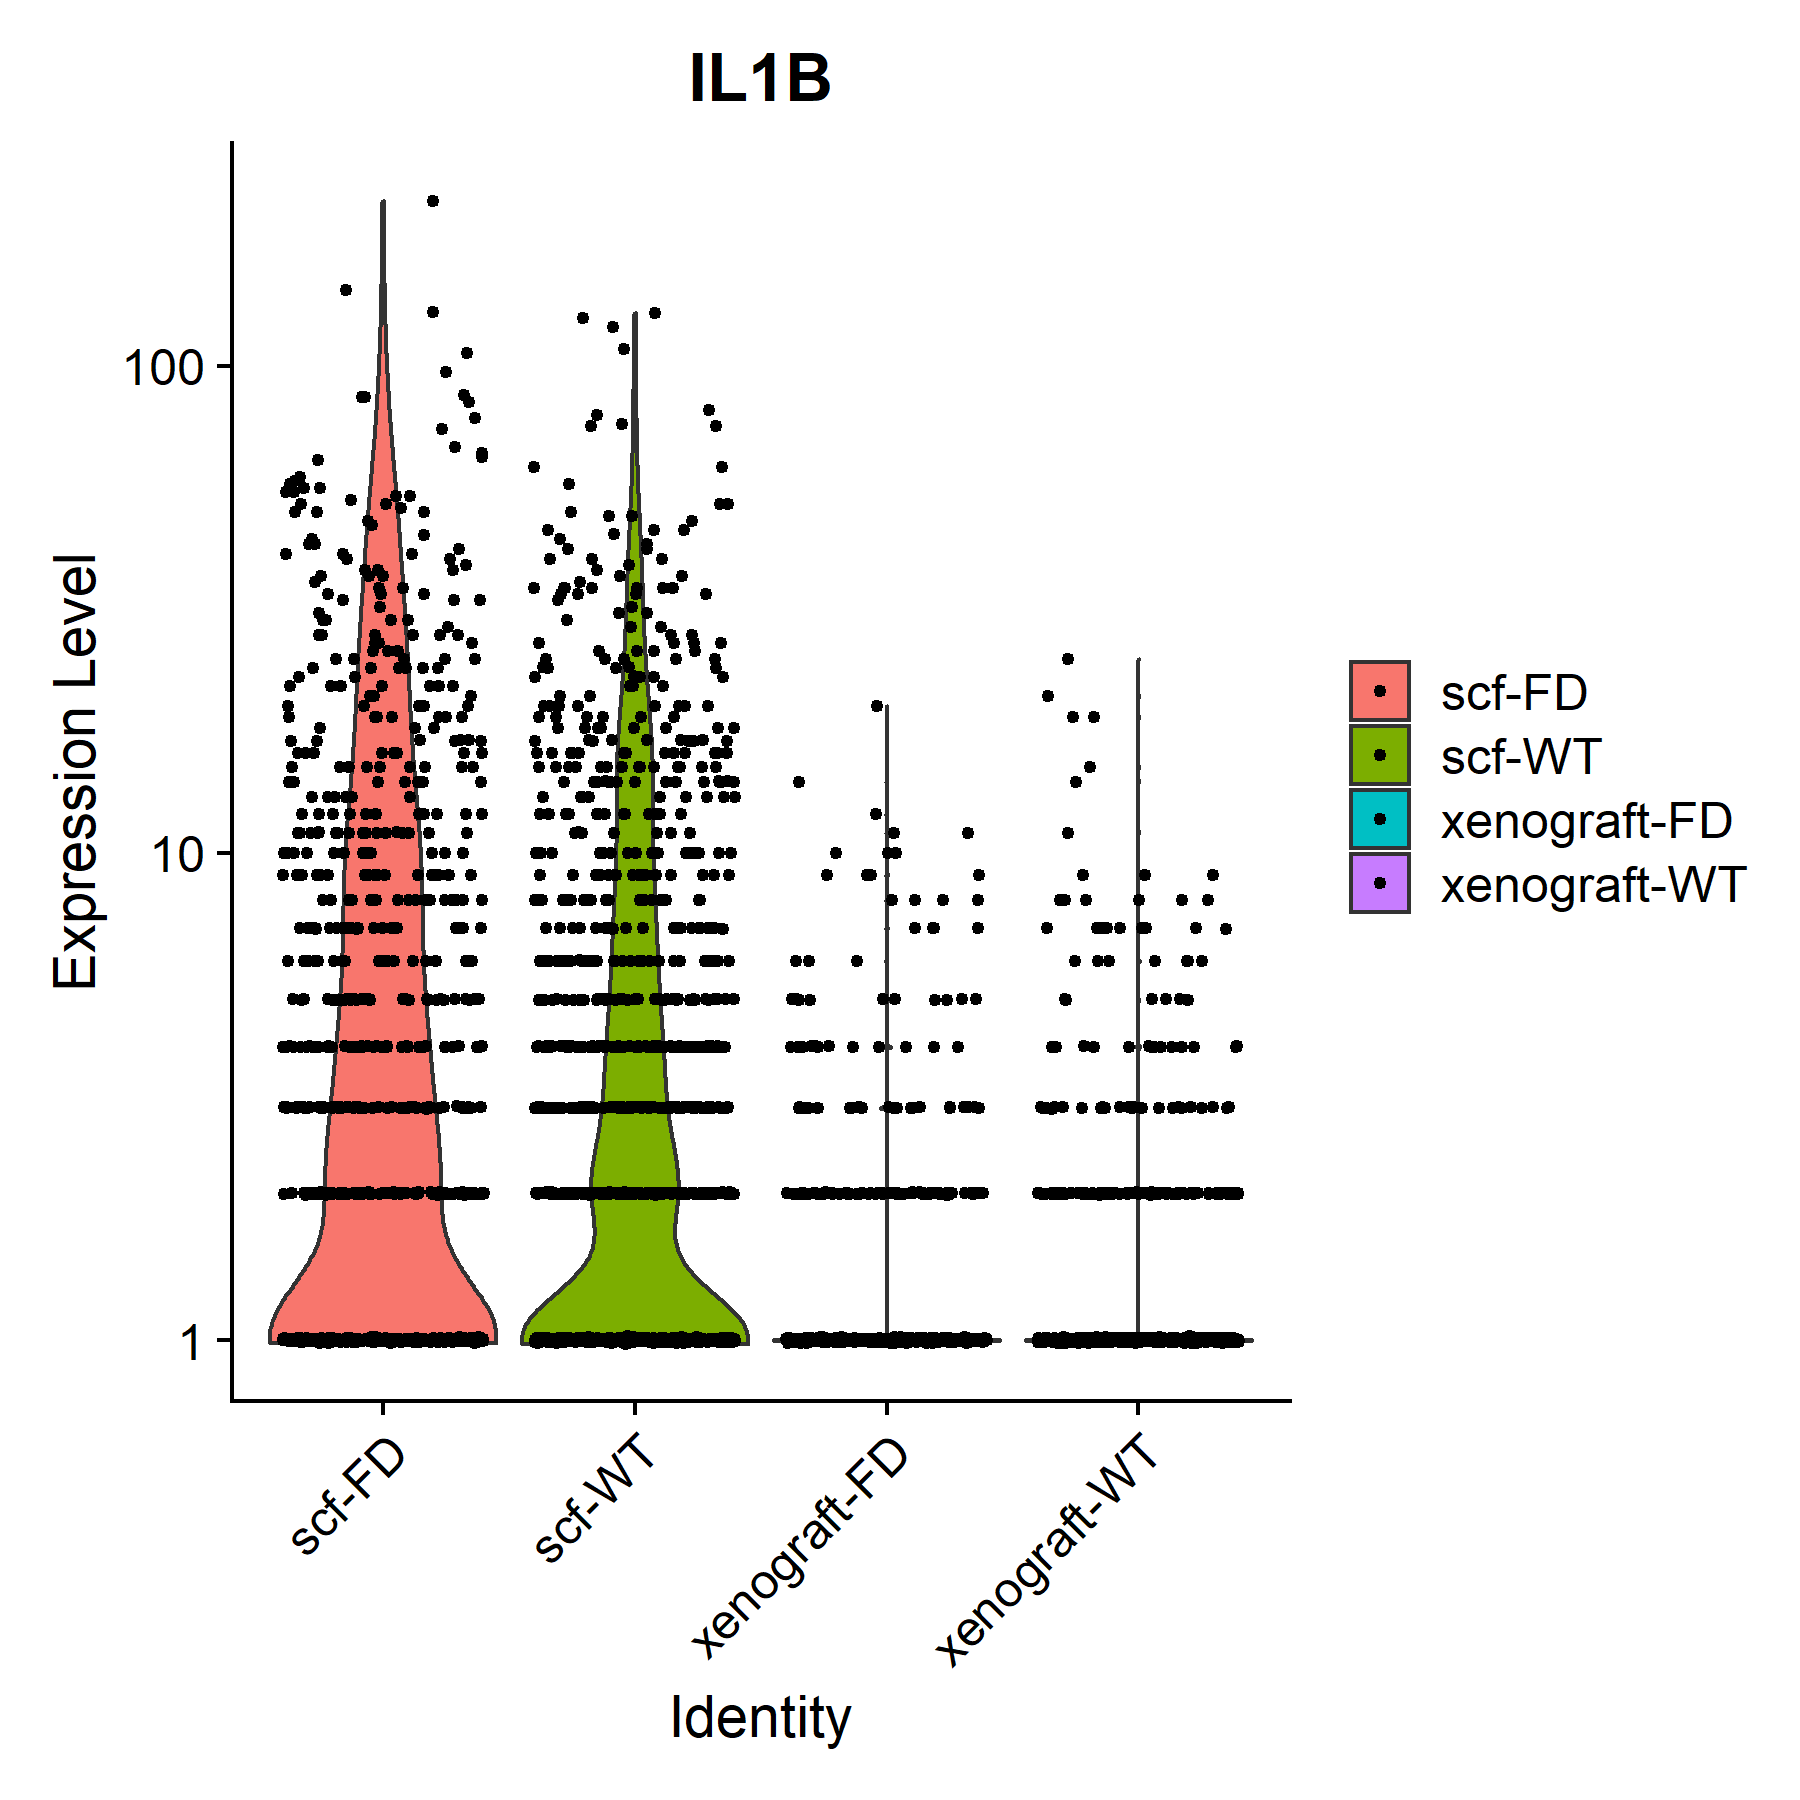 IL1B
Expression Level
100
10
1
scf-FD
scf-WT
xenograft-FD
xenograft-WT
Identity
scf-FD
scf-WT
xenograft-FD
xenograft-WT